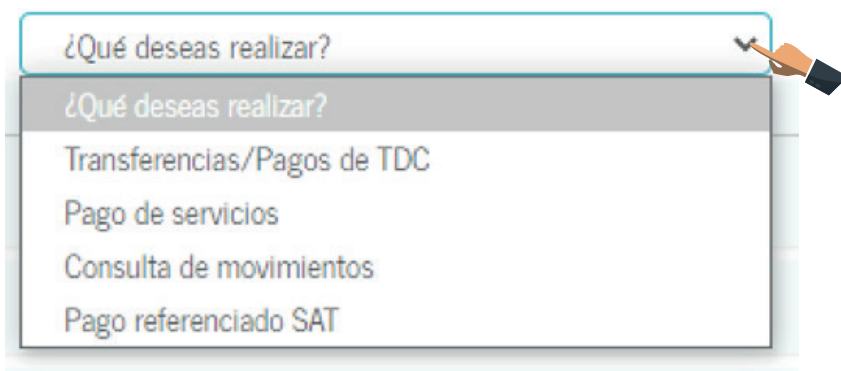 ¿Qué deseas realizar?
¿Qué deseas realizar?
Transferencias/Pagos de TDC
Pago de servicios
Consulta de movimientos
Pago referenciado SAT